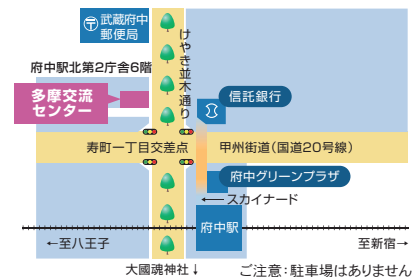 〒武蔵府中
郵便局
けやき並木通り
府中駅北第2庁舎6階
多摩交流
センター
信託銀行
寿町一丁目交差点
甲州街道(国道20号線)
府中グリーンプラザ
←スカイナード
府中駅
←至八王子
至新宿→
大國魂神社↓
ご注意:駐車場はありません